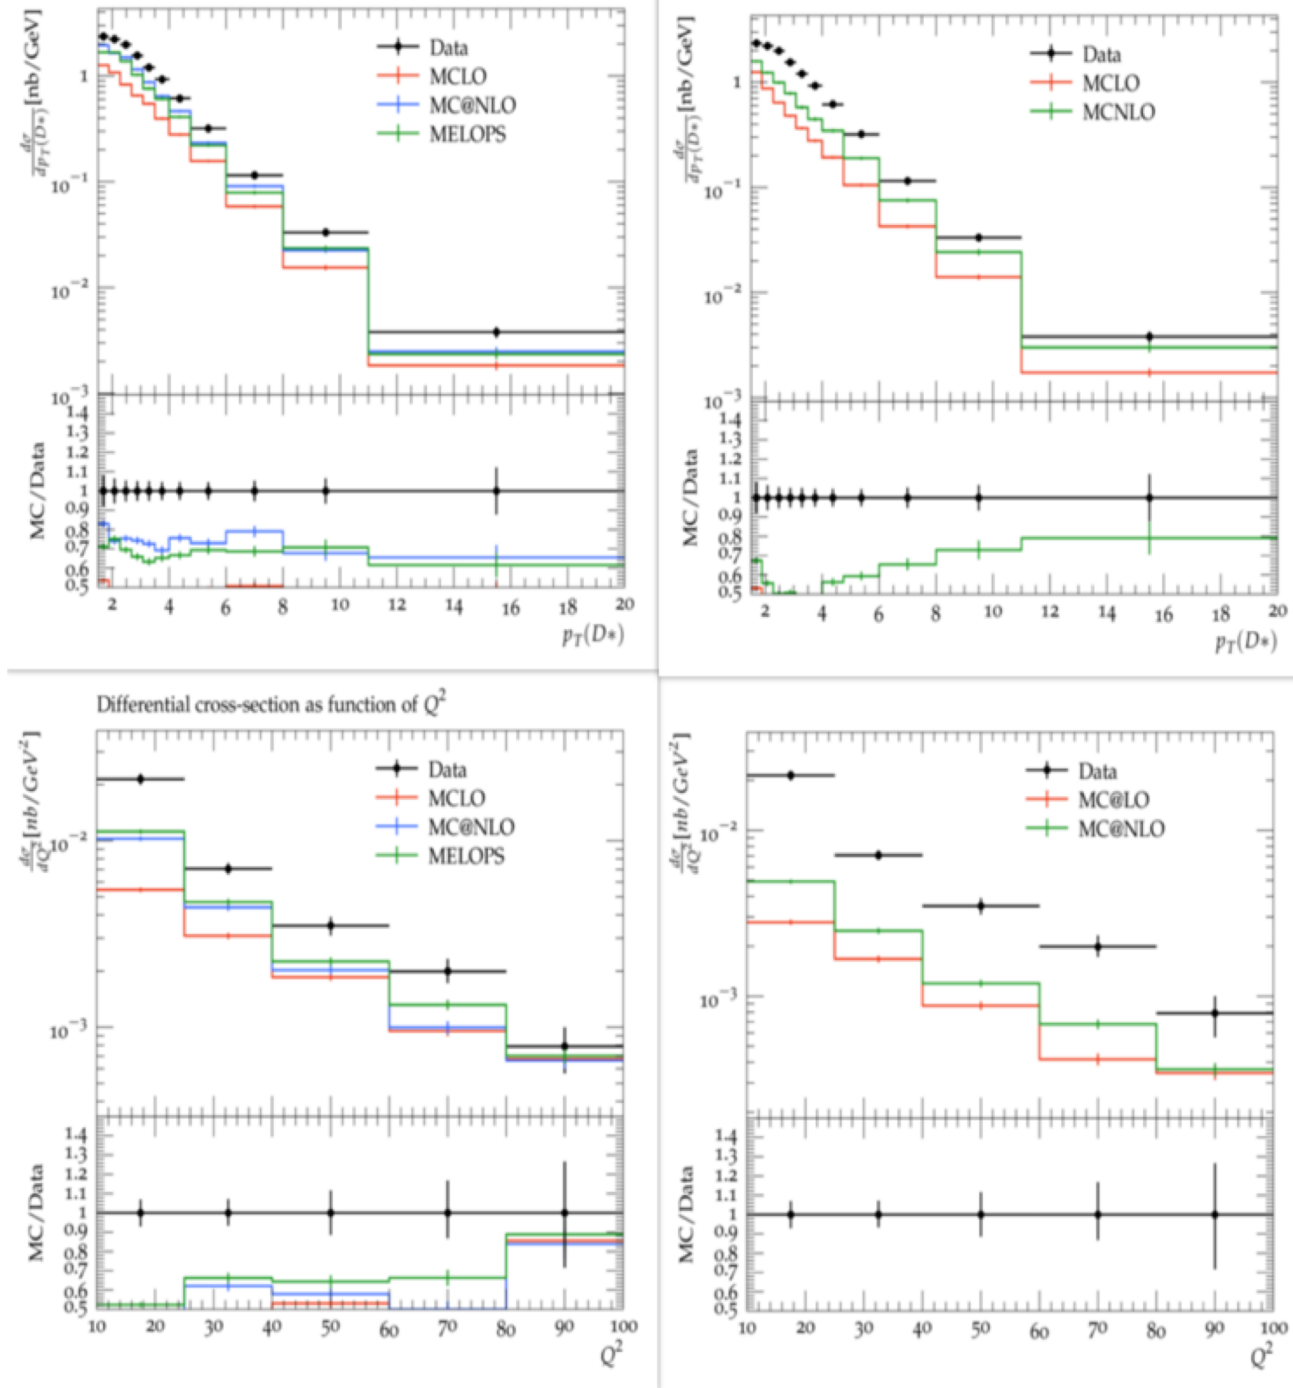 dσ/dp_T(D*) [nb/GeV]
1
10⁻¹
10⁻²
10⁻³
Data
MCLO
MC@NLO
MELOPS
MC/Data
1.4
1.3
1.2
1.1
1
0.9
0.8
0.7
0.6
0.5
2 4 6 8 10 12 14 16 18 20
p_T(D*)
dσ/dp_T(D*) [nb/GeV]
1
10⁻¹
10⁻²
10⁻³
Data
MCLO
MCNLO
MC/Data
1.4
1.3
1.2
1.1
1
0.9
0.8
0.7
0.6
0.5
2 4 6 8 10 12 14 16 18 20
p_T(D*)
Differential cross-section as function of Q²
dσ/dQ² [nb/GeV²]
10⁻²
10⁻³
Data
MCLO
MC@NLO
MELOPS
MC/Data
1.4
1.3
1.2
1.1
1
0.9
0.8
0.7
0.6
0.5
10 20 30 40 50 60 70 80 90 100
Q²
dσ/dQ² [nb/GeV²]
10⁻²
10⁻³
Data
MC@LO
MC@NLO
MC/Data
1.4
1.3
1.2
1.1
1
0.9
0.8
0.7
0.6
0.5
10 20 30 40 50 60 70 80 90 100
Q²